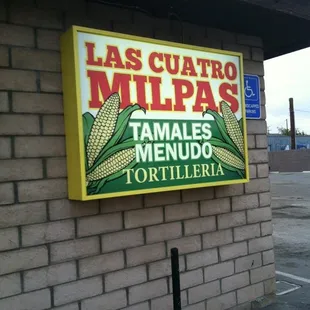 LAS CUATRO
MILPAS
TAMALES
MENUDO
TORTILLERIA